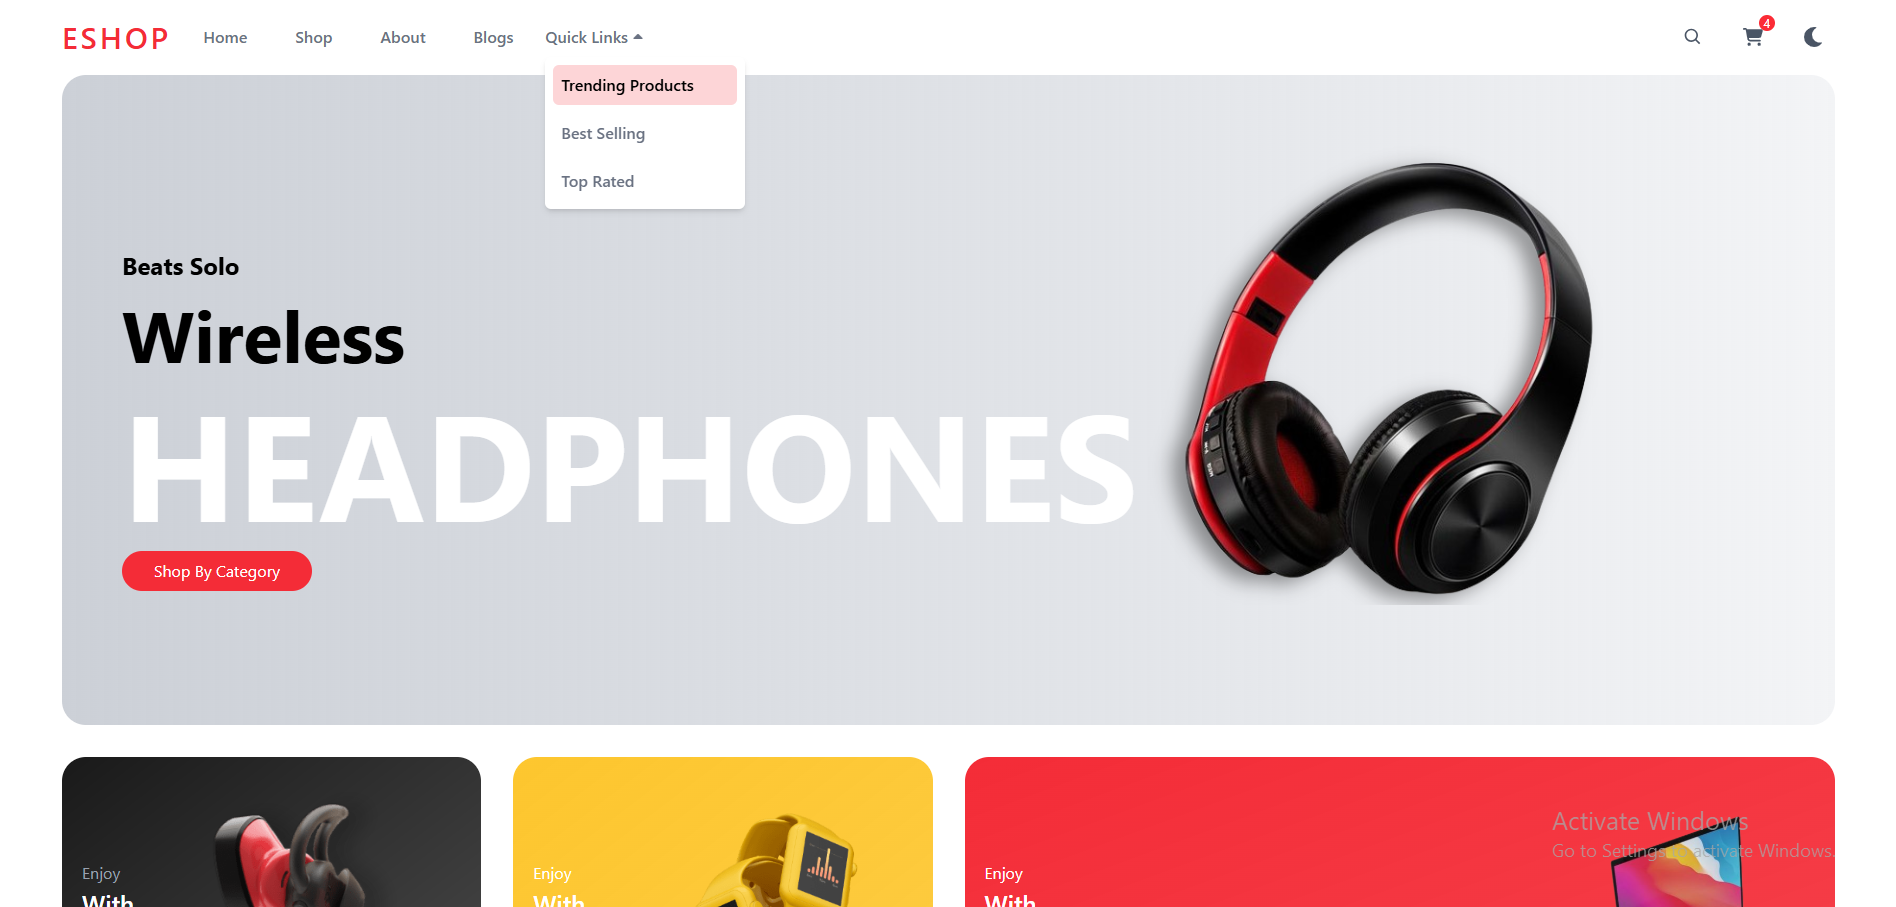 ESHOP Home Shop About Blogs Quick Links 4
Trending Products
Best Selling
Top Rated
Beats Solo
Wireless
HEADPHONES
Shop By Category
Enjoy
With
Enjoy
With
Enjoy
With
Activate Windows
Go to Settings to activate Windows.